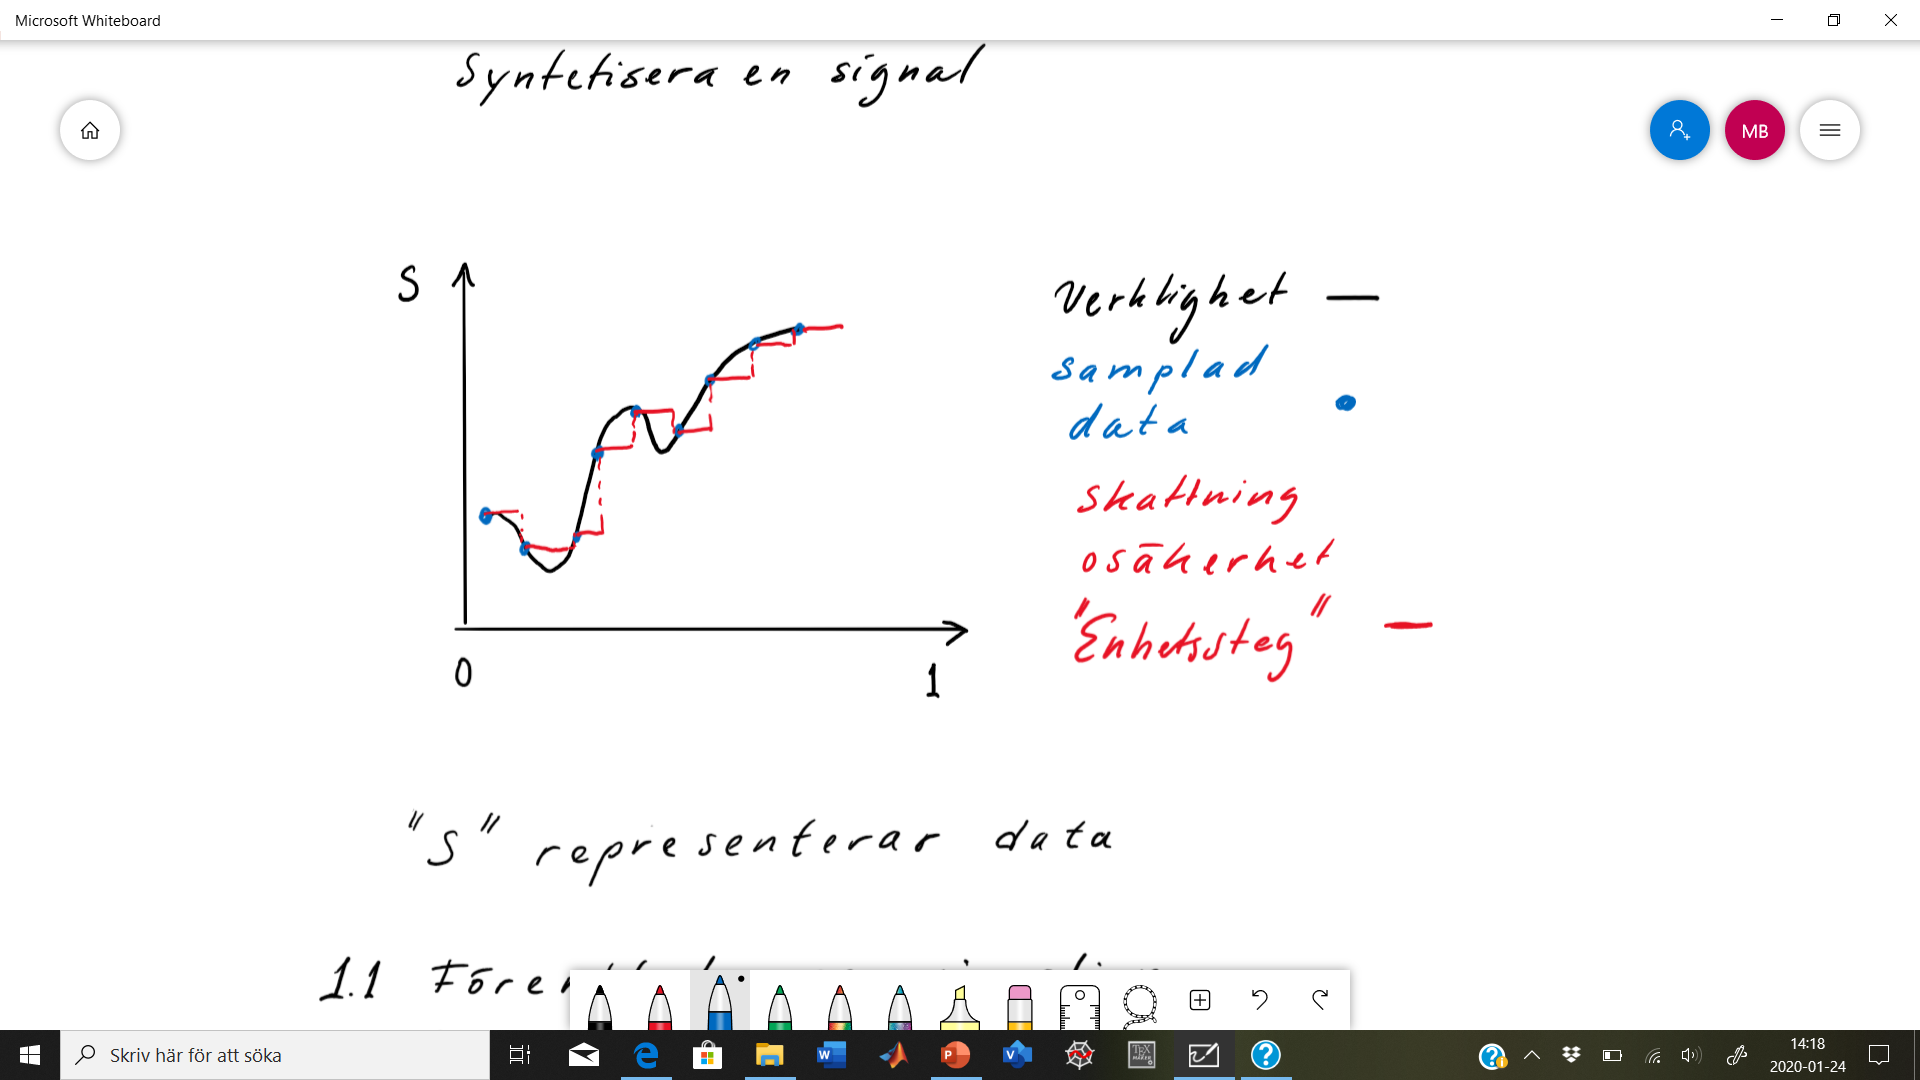 Microsoft Whiteboard
Syntetisera en signal
MB
S
Verklighet
samplad
data
skattning
osäkerhet
"Enhetssteg"
0
1
"S" representerar data
1.1
Skriv här för att söka
14:18
2020-01-24